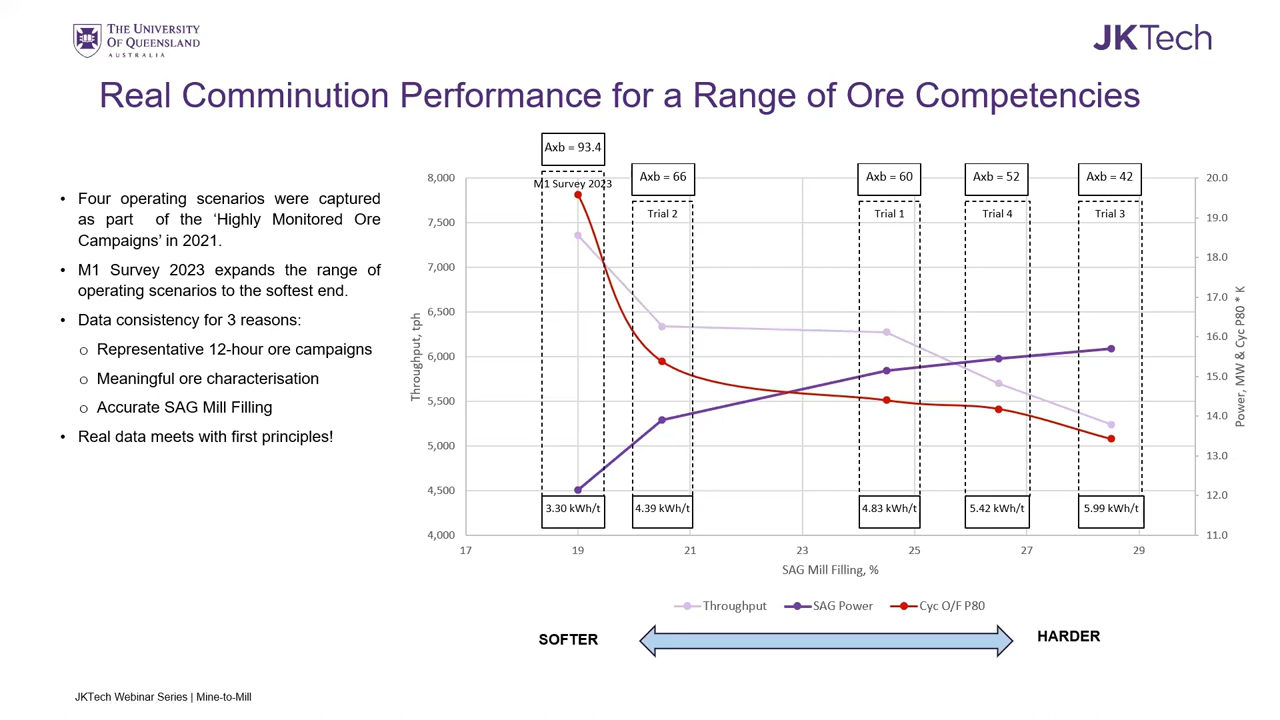 THE UNIVERSITY
OF QUEENSLAND
AUSTRALIA
JKTech
Real Comminution Performance for a Range of Ore Competencies
• Four operating scenarios were captured
as part of the ‘Highly Monitored Ore
Campaigns’ in 2021.
• M1 Survey 2023 expands the range of
operating scenarios to the softest end.
• Data consistency for 3 reasons:
o Representative 12-hour ore campaigns
o Meaningful ore characterisation
o Accurate SAG Mill Filling
• Real data meets with first principles!
Axb = 93.4
Axb = 66
Axb = 60
Axb = 52
Axb = 42
M1 Survey 2023
Trial 2
Trial 1
Trial 4
Trial 3
8,000
7,500
7,000
6,500
6,000
5,500
5,000
4,500
4,000
Throughput, tph
20.0
19.0
18.0
17.0
16.0
15.0
14.0
13.0
12.0
11.0
Power, MW & Cyc P80 * K
3.30 kWh/t
4.39 kWh/t
4.83 kWh/t
5.42 kWh/t
5.99 kWh/t
17
19
21
23
25
27
29
SAG Mill Filling, %
Throughput
SAG Power
Cyc O/F P80
SOFTER
HARDER
JKTech Webinar Series | Mine-to-Mill